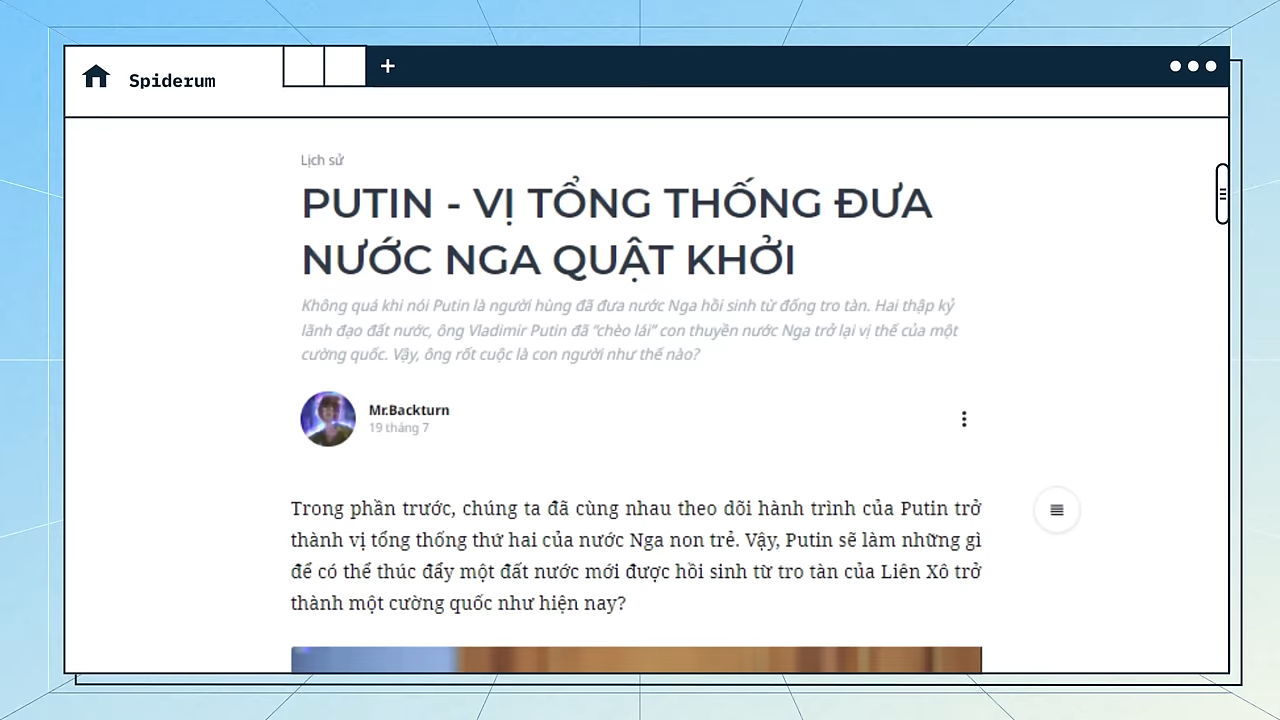 Spiderum
Lịch sử
PUTIN - VỊ TỔNG THỐNG ĐƯA
NƯỚC NGA QUẬT KHỞI
Không quá khi nói Putin là người hùng đã đưa nước Nga hồi sinh từ đống tro tàn. Hai thập kỷ
lãnh đạo đất nước, ông Vladimir Putin đã “chèo lái” con thuyền nước Nga trở lại vị thế của một
cường quốc. Vậy, ông rốt cuộc là con người như thế nào?
Mr.Backturn
19 tháng 7
Trong phần trước, chúng ta đã cùng nhau theo dõi hành trình của Putin trở
thành vị tổng thống thứ hai của nước Nga non trẻ. Vậy, Putin sẽ làm những gì
để có thể thúc đẩy một đất nước mới được hồi sinh từ tro tàn của Liên Xô trở
thành một cường quốc như hiện nay?